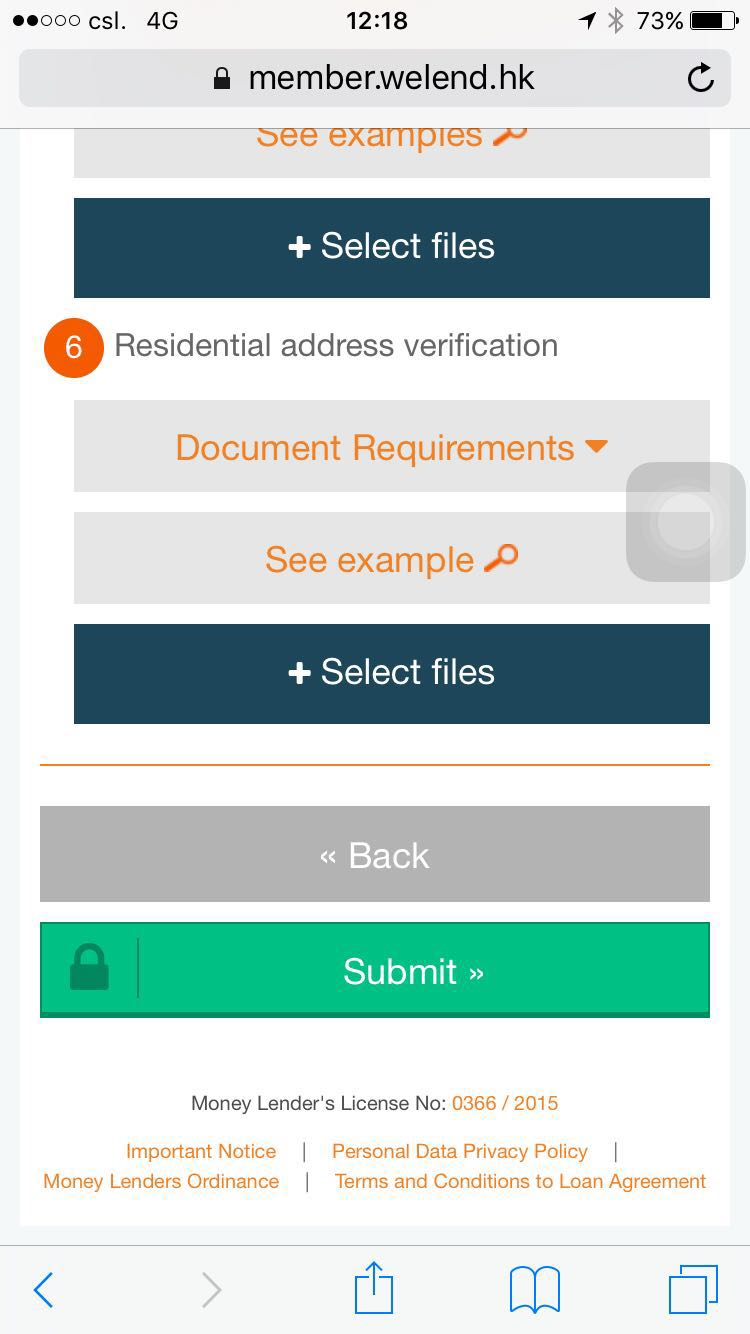 csl. 4G 12:18 73%
member.welend.hk
See examples
+ Select files
6 Residential address verification
Document Requirements
See example
+ Select files
« Back
Submit »
Money Lender's License No: 0366 / 2015
Important Notice | Personal Data Privacy Policy |
Money Lenders Ordinance | Terms and Conditions to Loan Agreement